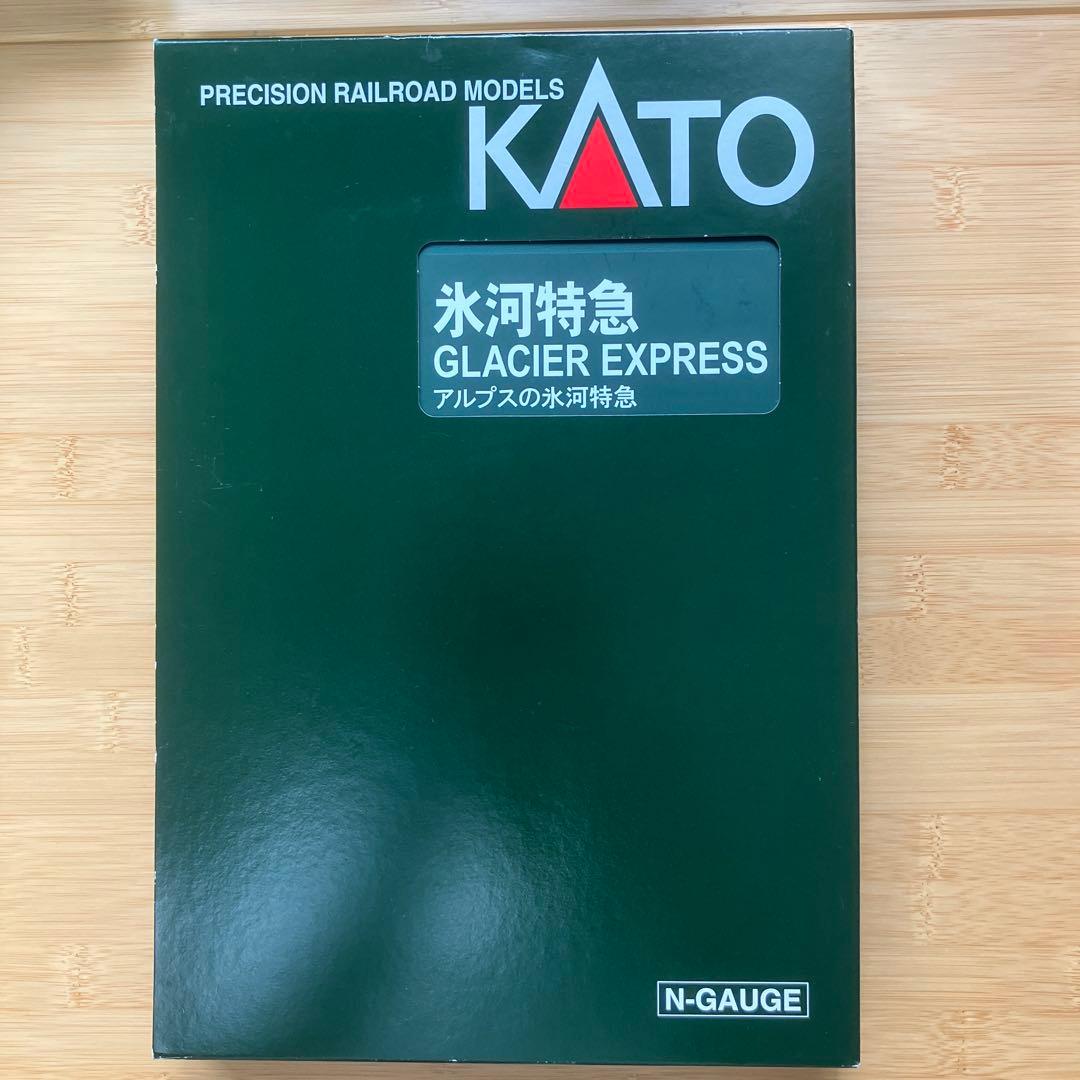 PRECISION RAILROAD MODELS
KATO
氷河特急
GLACIER EXPRESS
アルプスの氷河特急
N-GAUGE